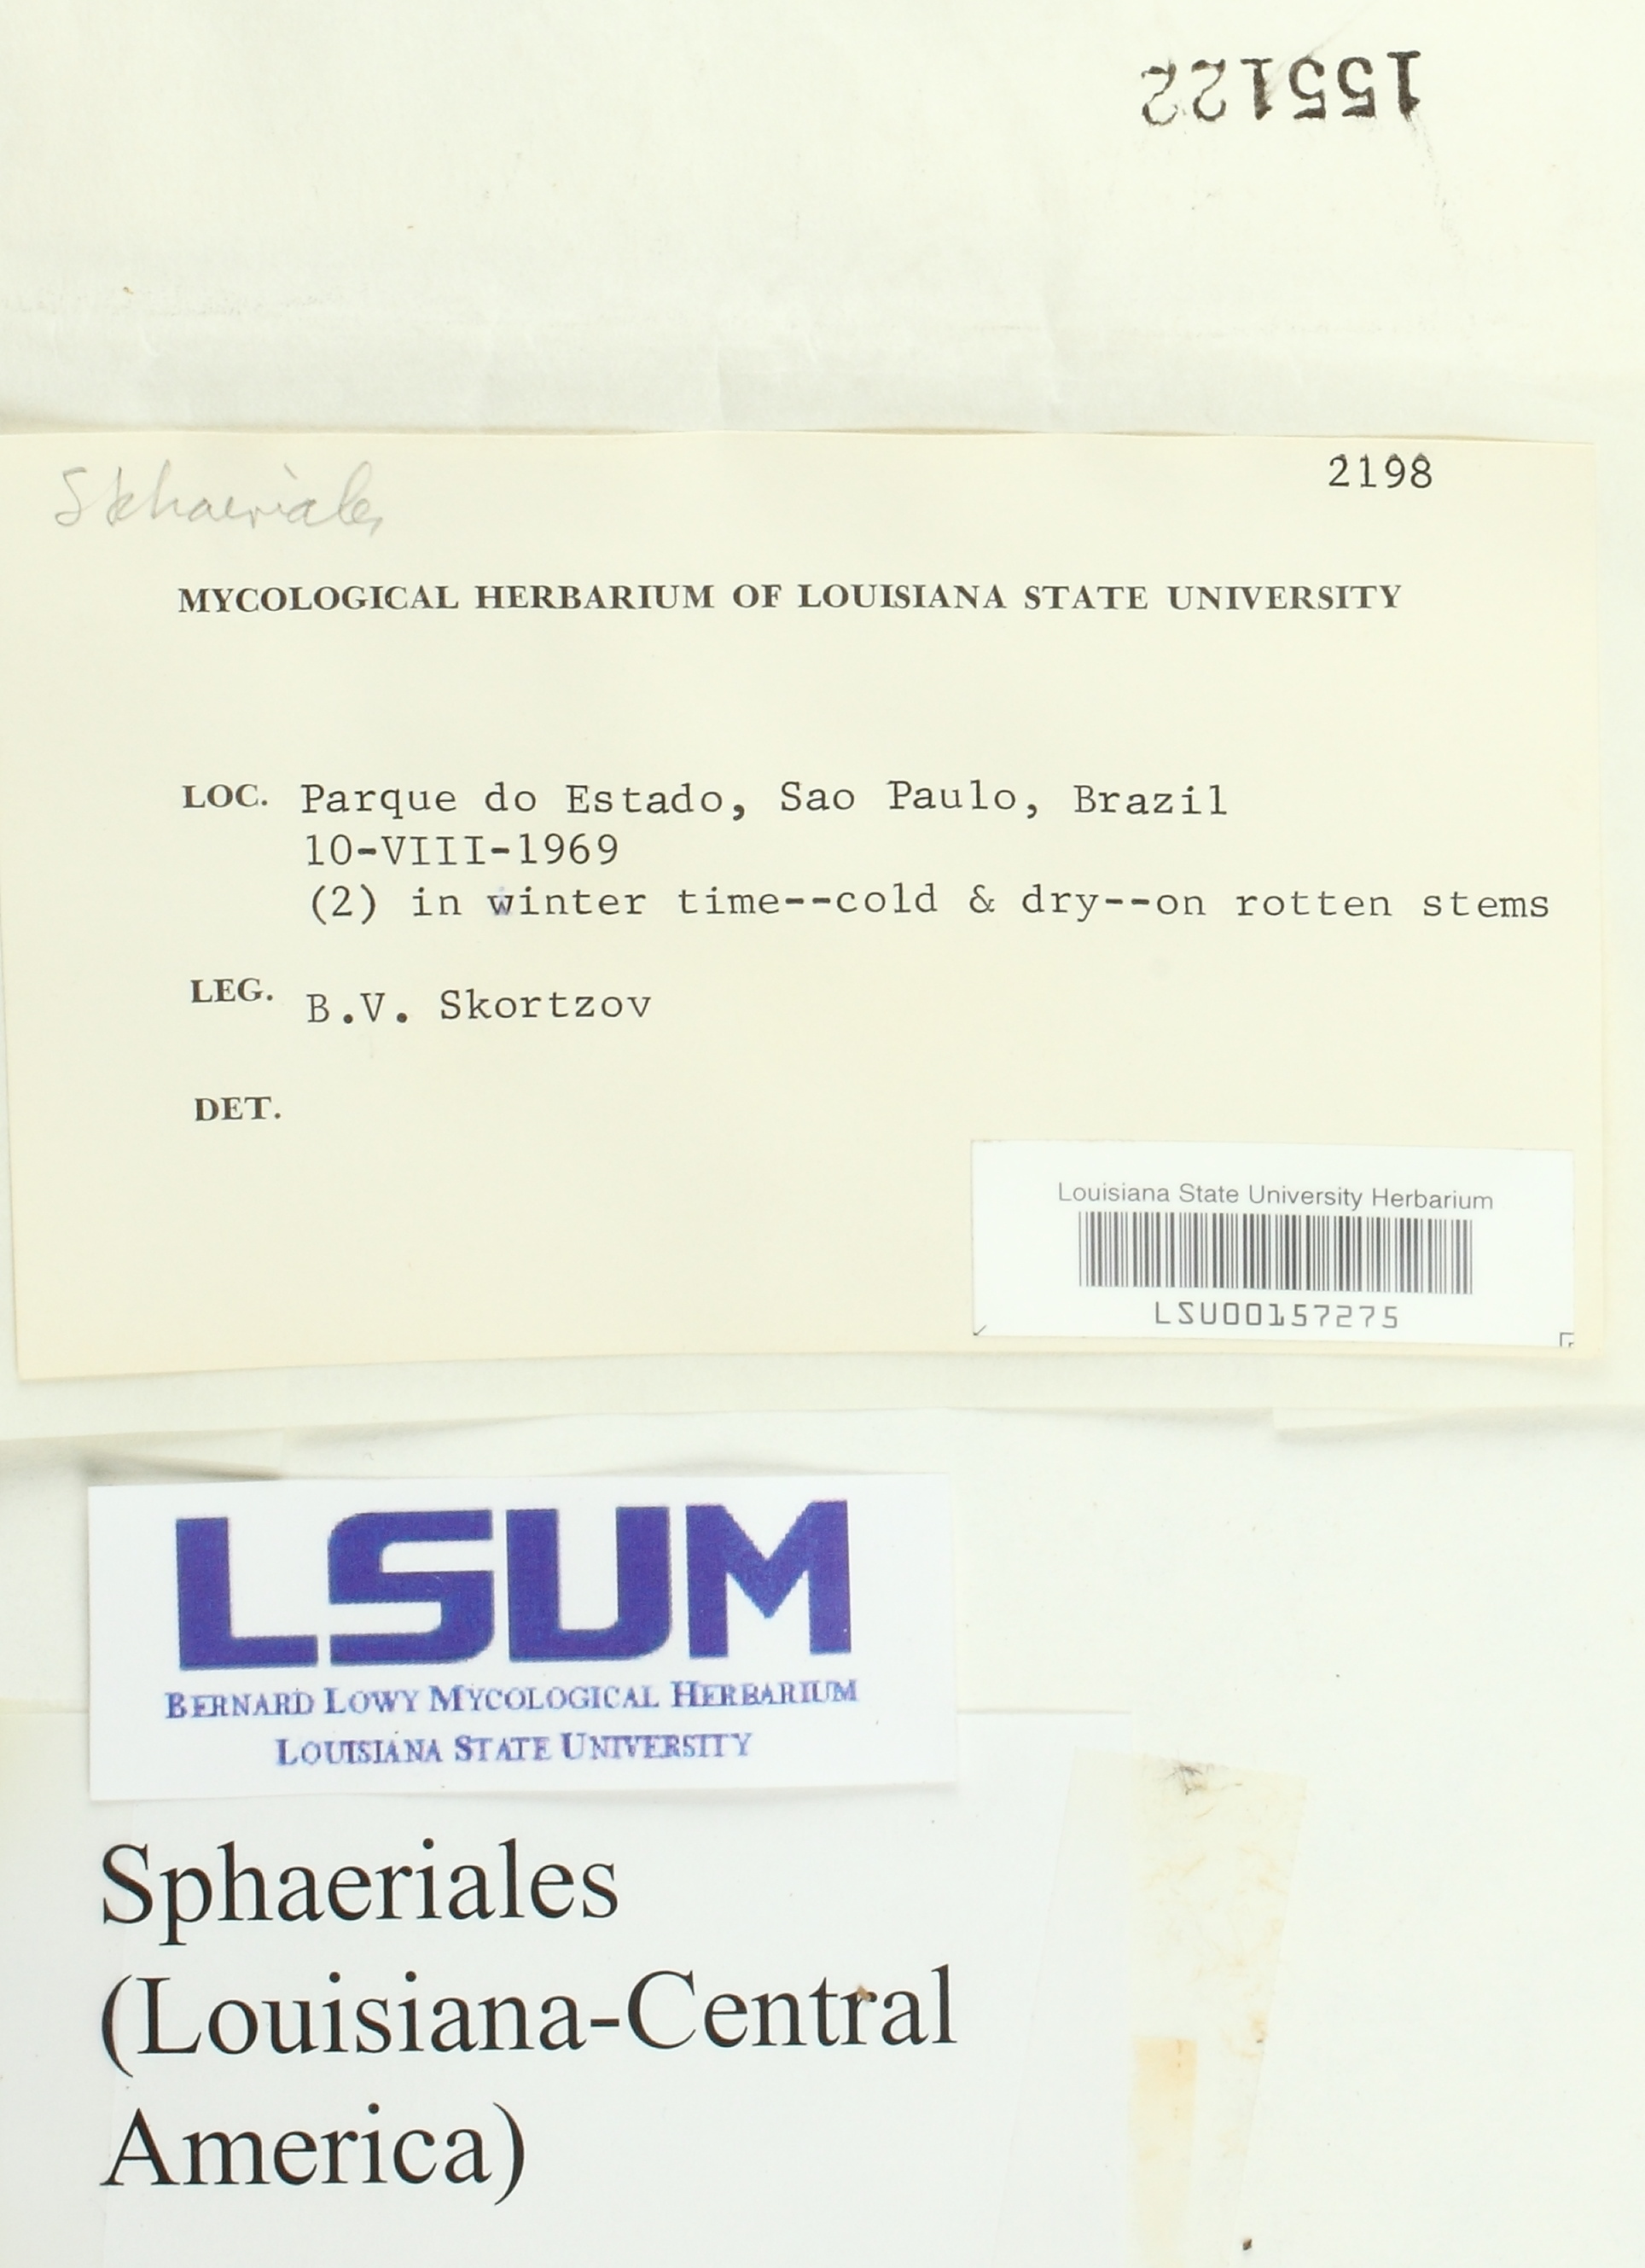 155122
Sphaeriales
2198
MYCOLOGICAL HERBARIUM OF LOUISIANA STATE UNIVERSITY
LOC. Parque do Estado, Sao Paulo, Brazil
10-VIII-1969
(2) in winter time--cold & dry--on rotten stems
LEG. B.V. Skortzov
DET.
Louisiana State University Herbarium
LSU00157275
LSUM
BERNARD LOWY MYCOLOGICAL HERBARIUM
LOUISIANA STATE UNIVERSITY
Sphaeriales
(Louisiana-Central
America)